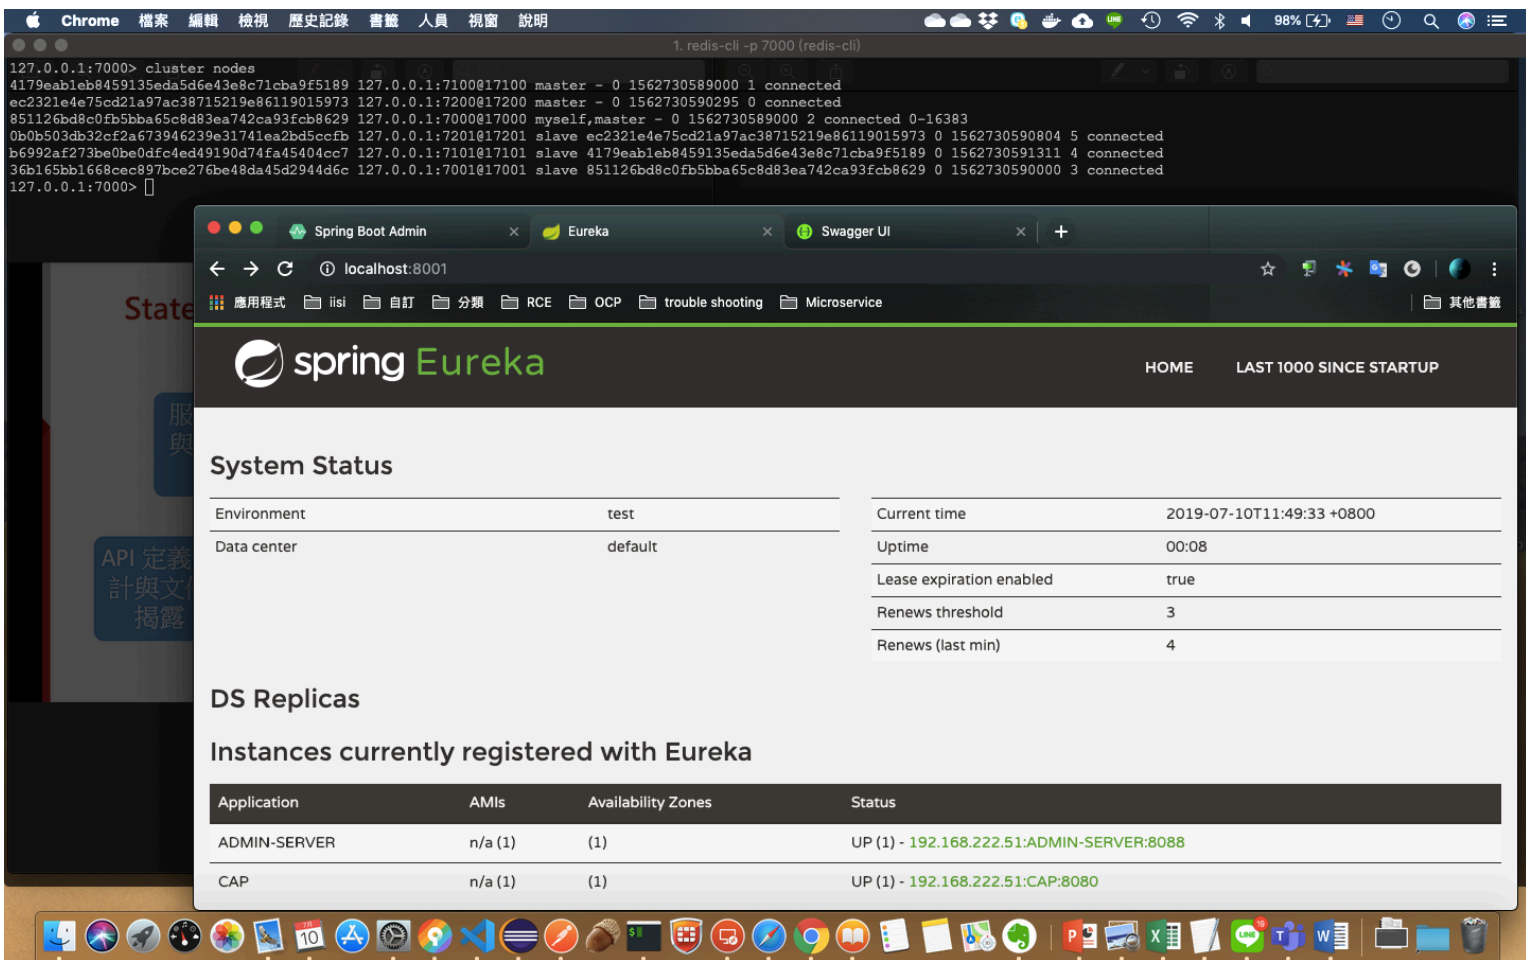 Chrome 檔案 編輯 檢視 歷史記錄 書籤 人員 視窗 說明 98%
1. redis-cli -p 7000 (redis-cli)
127.0.0.1:7000> cluster nodes
4179eab1eb8459135eda5d6e43e8c71cba9f5189 127.0.0.1:7100@17100 master - 0 1562730589000 1 connected
ec2321e4e75cd21a97ac38715219e86119015973 127.0.0.1:7200@17200 master - 0 1562730590295 0 connected
851126bd8c0fb5bba65c8d83ea742ca93fcb8629 127.0.0.1:7000@17000 myself,master - 0 1562730589000 2 connected 0-16383
0b0b503db32cf2a673946239e31741ea2bd5ccfb 127.0.0.1:7201@17201 slave ec2321e4e75cd21a97ac38715219e86119015973 0 1562730590804 5 connected
b6992af273be0be0dfc4ed49190d74fa45404cc7 127.0.0.1:7101@17101 slave 4179eab1eb8459135eda5d6e43e8c71cba9f5189 0 1562730591311 4 connected
36b165bb1668cec897bce276be48da45d2944d6c 127.0.0.1:7001@17001 slave 851126bd8c0fb5bba65c8d83ea742ca93fcb8629 0 1562730590000 3 connected
127.0.0.1:7000>
Spring Boot Admin Eureka Swagger UI
localhost:8001
應用程式 iisi 自訂 分類 RCE OCP trouble shooting Microservice 其他書籤
State
服
與
API 定義
計與文件
揭露
spring Eureka
HOME LAST 1000 SINCE STARTUP
System Status
Environment test Current time 2019-07-10T11:49:33 +0800
Data center default Uptime 00:08
Lease expiration enabled true
Renews threshold 3
Renews (last min) 4
DS Replicas
Instances currently registered with Eureka
Application AMIs Availability Zones Status
ADMIN-SERVER n/a (1) (1) UP (1) - 192.168.222.51:ADMIN-SERVER:8088
CAP n/a (1) (1) UP (1) - 192.168.222.51:CAP:8080